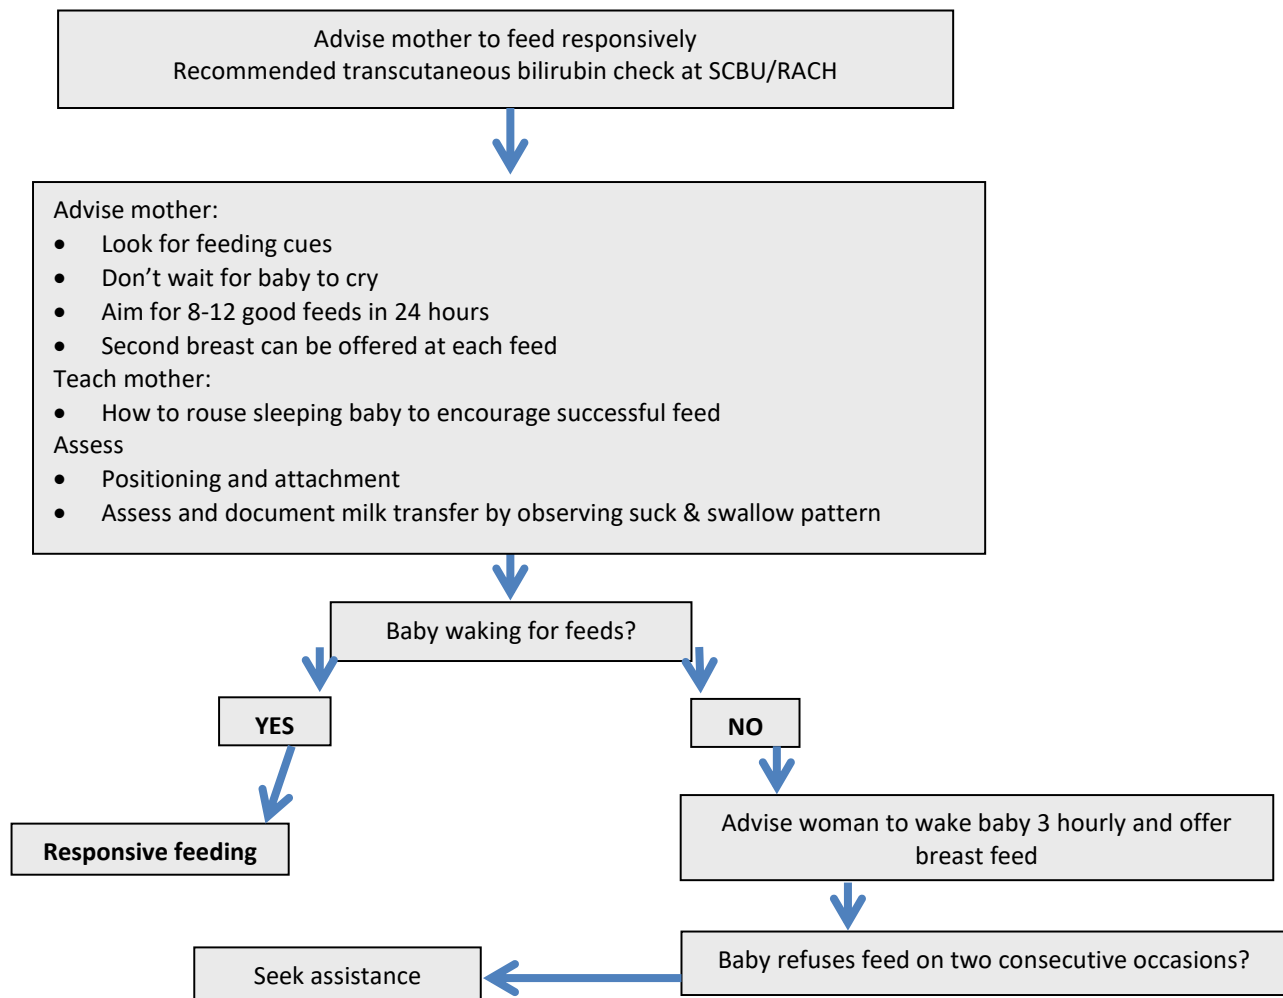 Advise mother to feed responsively
Recommended transcutaneous bilirubin check at SCBU/RACH
Advise mother:
• Look for feeding cues
• Don’t wait for baby to cry
• Aim for 8-12 good feeds in 24 hours
• Second breast can be offered at each feed
Teach mother:
• How to rouse sleeping baby to encourage successful feed
Assess
• Positioning and attachment
• Assess and document milk transfer by observing suck & swallow pattern
Baby waking for feeds?
YES
NO
Responsive feeding
Advise woman to wake baby 3 hourly and offer
breast feed
Baby refuses feed on two consecutive occasions?
Seek assistance